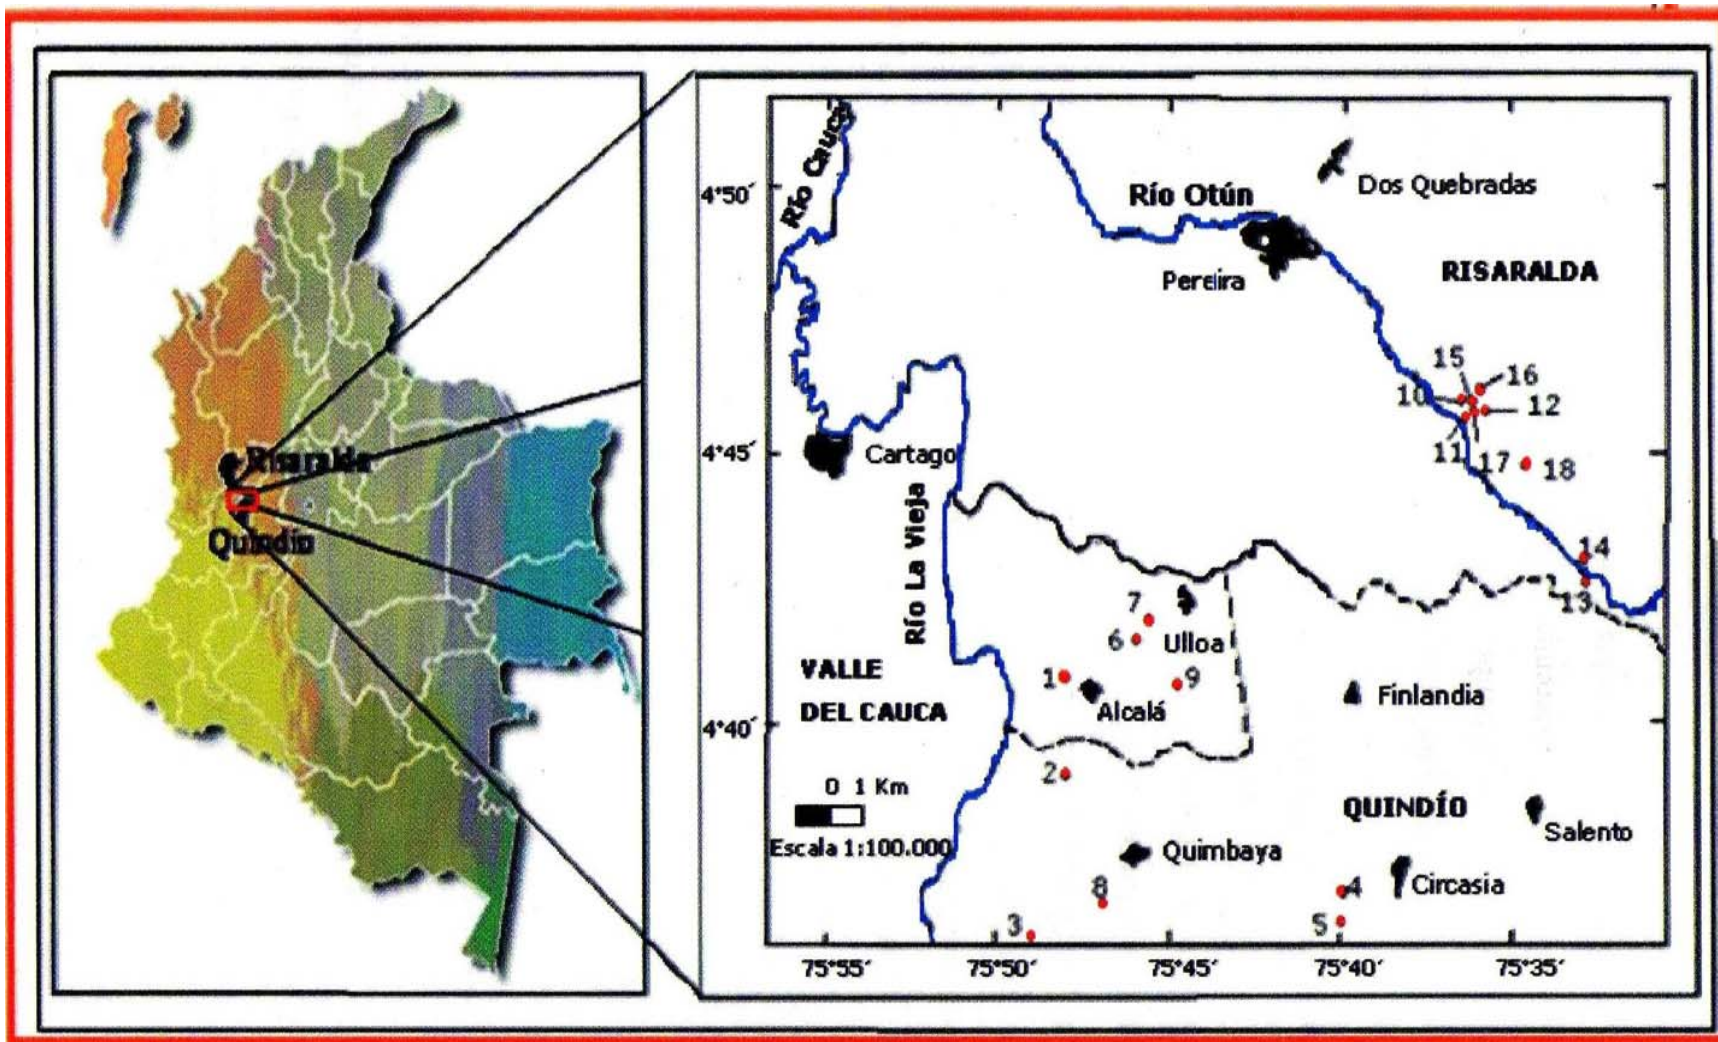 Risaralda
Quindío
Río Cauca
4°50´
Río Otún
Dos Quebradas
Pereira
RISARALDA
15
16
10
12
11
17
18
4°45´
Cartago
Río La Vieja
14
13
7
6
Ulloa
VALLE
DEL CAUCA
1
9
Alcalá
Finlandia
4°40´
2
0 1 Km
Escala 1:100.000
QUINDÍO
Salento
Quimbaya
Circasia
8
4
3
5
75°55´
75°50´
75°45´
75°40´
75°35´